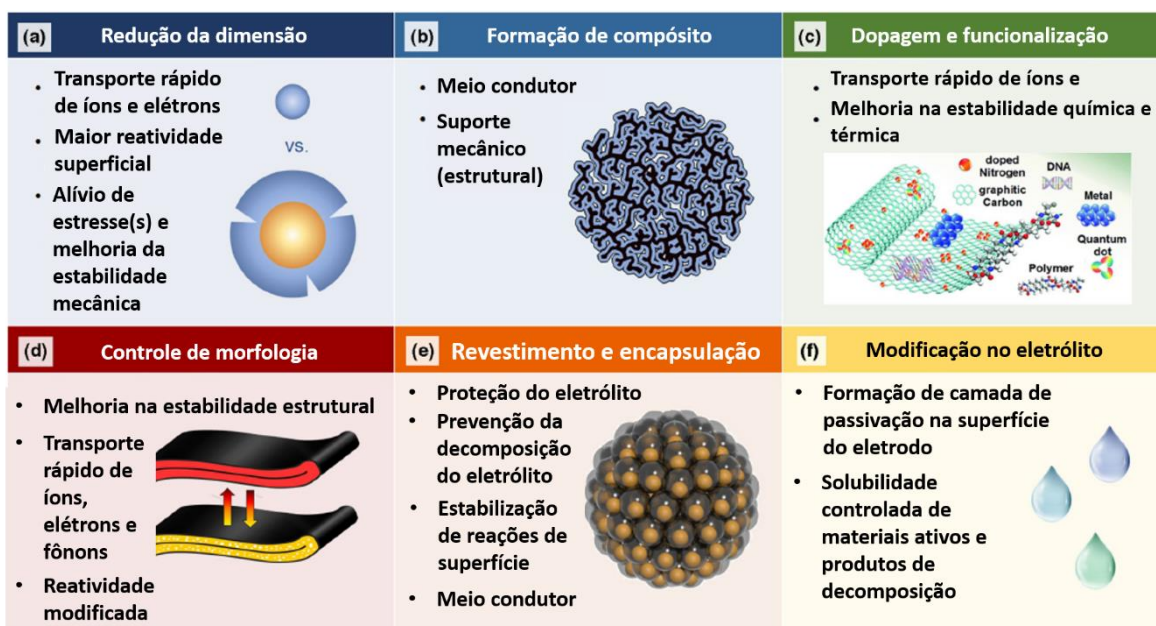 (a) Redução da dimensão
• Transporte rápido
de íons e elétrons
• Maior reatividade
superficial
• Alívio de
estresse(s) e
melhoria da
estabilidade
mecânica
VS.
(b) Formação de compósito
• Meio condutor
• Suporte
mecânico
(estrutural)
(c) Dopagem e funcionalização
• Transporte rápido de íons e
• Melhoria na estabilidade química e
térmica
doped
Nitrogen
graphitic
Carbon
DNA
Metal
Quantum
dot
Polymer
(d) Controle de morfologia
• Melhoria na estabilidade estrutural
• Transporte
rápido de
íons,
elétrons e
fônons
• Reatividade
modificada
(e) Revestimento e encapsulação
• Proteção do eletrólito
• Prevenção da
decomposição
do eletrólito
• Estabilização
de reações de
superfície
• Meio condutor
(f) Modificação no eletrólito
• Formação de camada de
passivação na superfície
do eletrodo
• Solubilidade
controlada de
materiais ativos e
produtos de
decomposição